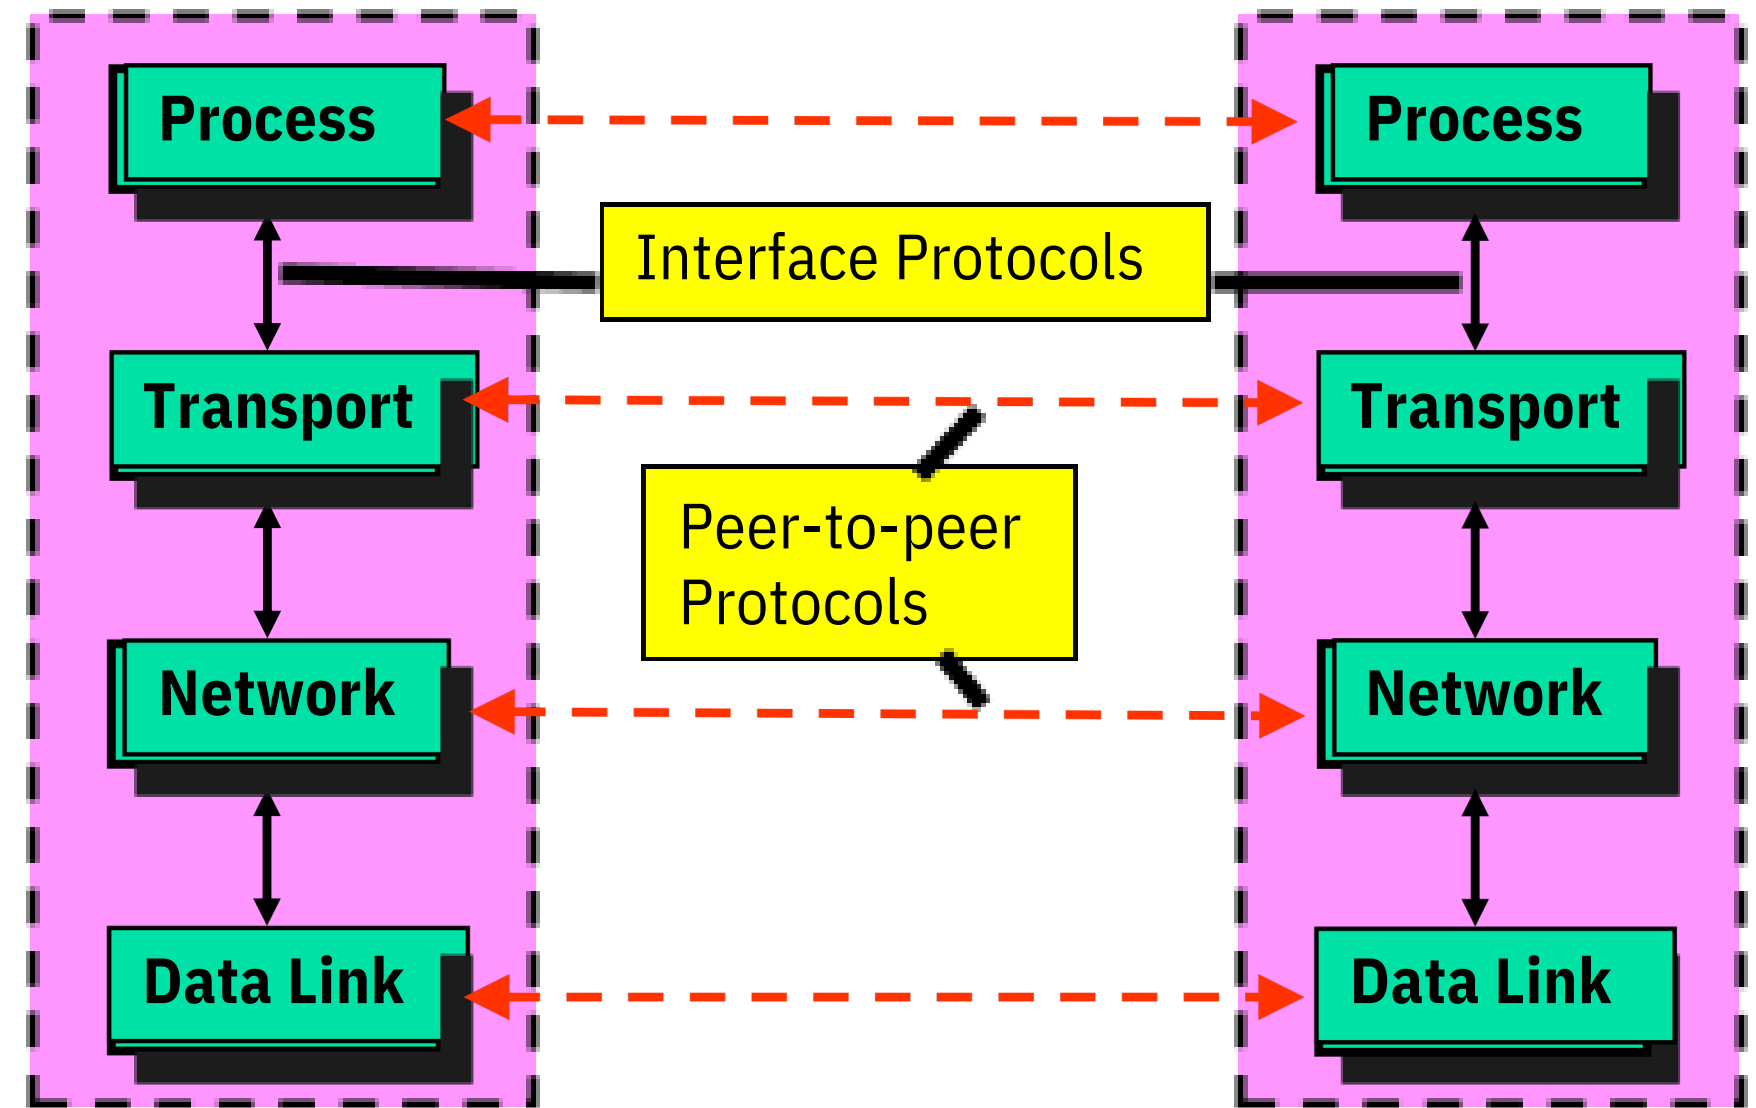 Process
Process
Interface Protocols
Transport
Transport
Peer-to-peer
Protocols
Network
Network
Data Link
Data Link